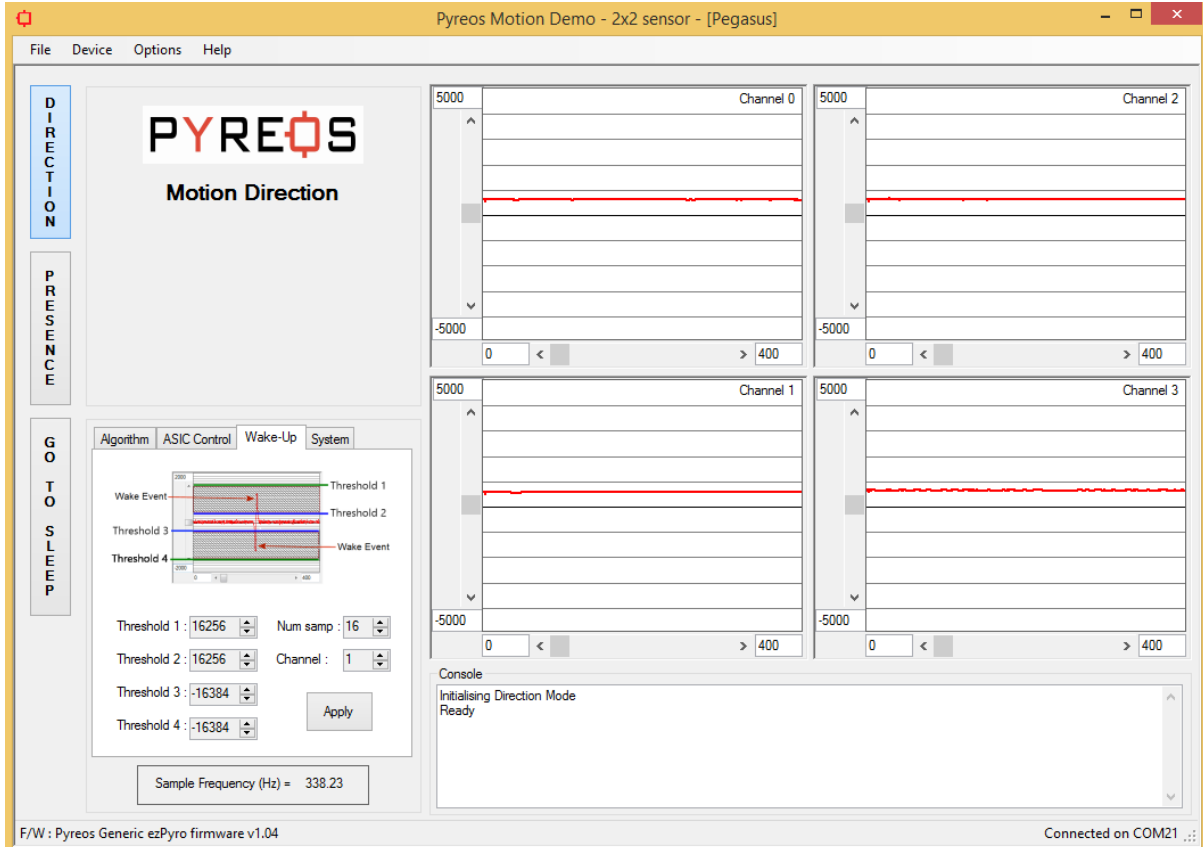 Pyreos Motion Demo - 2x2 sensor - [Pegasus]
File Device Options Help
DIRECTION
PRESENCE
GO TO SLEEP
PYREOS
Motion Direction
5000 Channel 0
-5000
0 400
5000 Channel 2
-5000
0 400
5000 Channel 1
-5000
0 400
5000 Channel 3
-5000
0 400
Algorithm ASIC Control Wake-Up System
2000
Wake Event
Threshold 1
Threshold 2
Threshold 3
Wake Event
Threshold 4
-2000
0 400
Threshold 1 : 16256 Num samp : 16
Threshold 2 : 16256 Channel : 1
Threshold 3 : -16384
Apply
Threshold 4 : -16384
Sample Frequency (Hz) = 338.23
Console
Initialising Direction Mode
Ready
F/W : Pyreos Generic ezPyro firmware v1.04 Connected on COM21